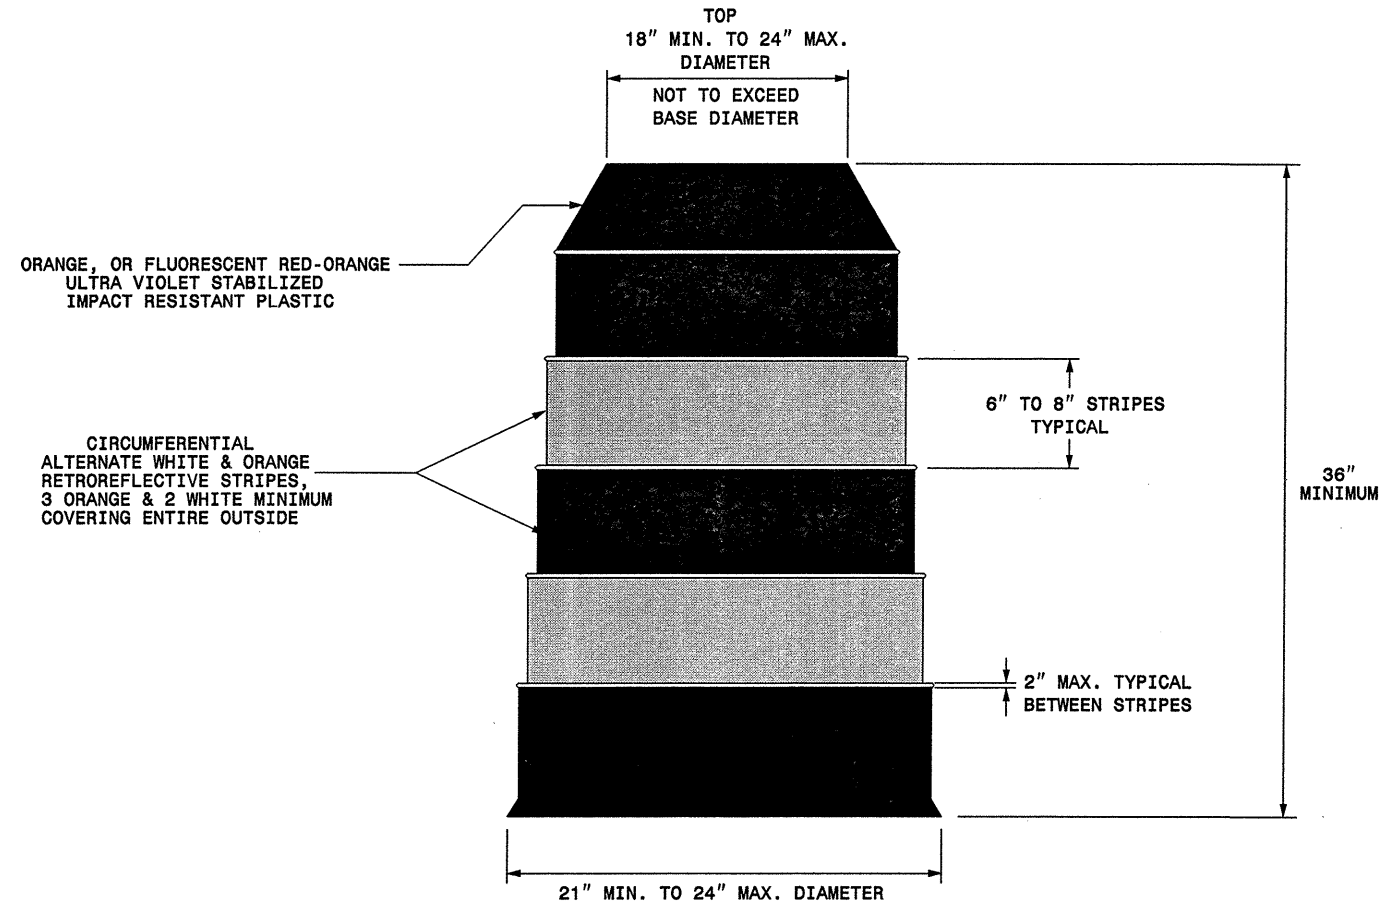 TOP
18" MIN. TO 24" MAX.
DIAMETER
NOT TO EXCEED
BASE DIAMETER
ORANGE, OR FLUORESCENT RED-ORANGE
ULTRA VIOLET STABILIZED
IMPACT RESISTANT PLASTIC
6" TO 8" STRIPES
TYPICAL
CIRCUMFERENTIAL
ALTERNATE WHITE & ORANGE
RETROREFLECTIVE STRIPES,
3 ORANGE & 2 WHITE MINIMUM
COVERING ENTIRE OUTSIDE
36"
MINIMUM
2" MAX. TYPICAL
BETWEEN STRIPES
21" MIN. TO 24" MAX. DIAMETER